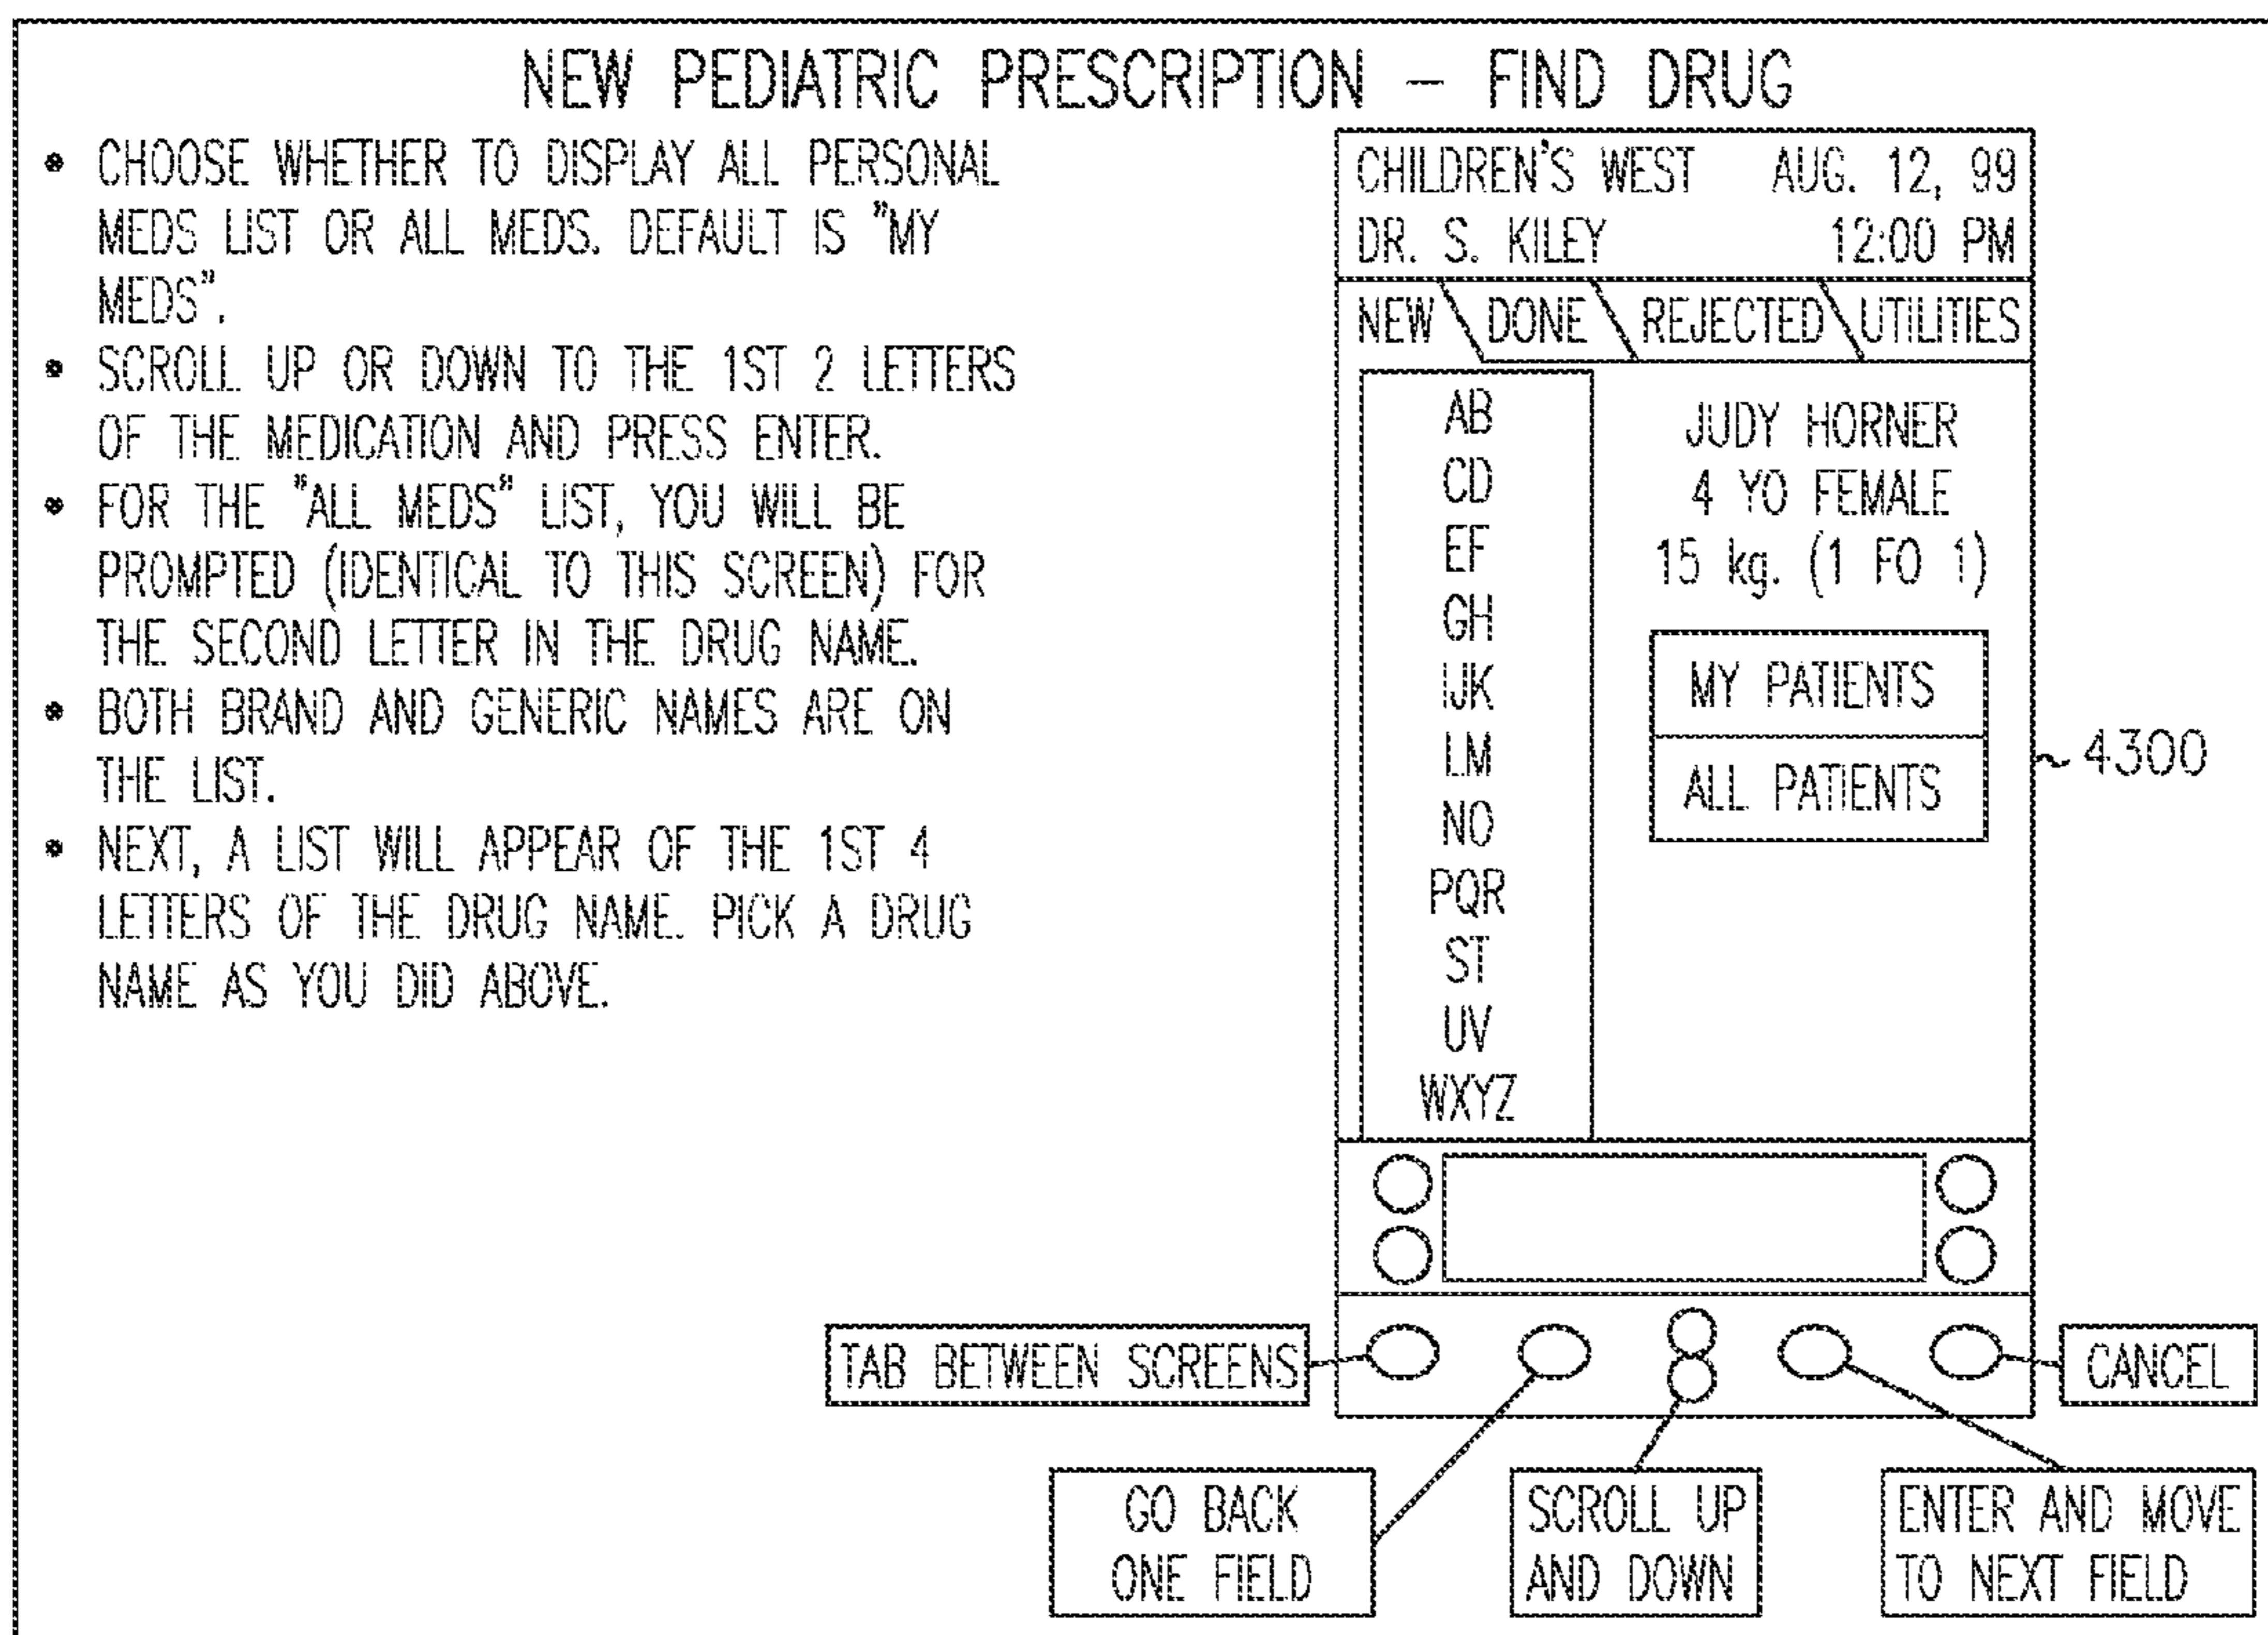 NEW PEDIATRIC PRESCRIPTION – FIND DRUG
• CHOOSE WHETHER TO DISPLAY ALL PERSONAL
MEDS LIST OR ALL MEDS. DEFAULT IS "MY
MEDS".
• SCROLL UP OR DOWN TO THE 1ST 2 LETTERS
OF THE MEDICATION AND PRESS ENTER.
• FOR THE "ALL MEDS" LIST, YOU WILL BE
PROMPTED (IDENTICAL TO THIS SCREEN) FOR
THE SECOND LETTER IN THE DRUG NAME.
• BOTH BRAND AND GENERIC NAMES ARE ON
THE LIST.
• NEXT, A LIST WILL APPEAR OF THE 1ST 4
LETTERS OF THE DRUG NAME. PICK A DRUG
NAME AS YOU DID ABOVE.
CHILDREN'S WEST AUG. 12, 99
DR. S. KILEY 12:00 PM
NEW DONE REJECTED UTILITIES
AB
CD
EF
GH
IJK
LM
NO
PQR
ST
UV
WXYZ
JUDY HORNER
4 YO FEMALE
15 kg. (1 FO 1)
MY PATIENTS
ALL PATIENTS
4300
TAB BETWEEN SCREENS
CANCEL
GO BACK
ONE FIELD
SCROLL UP
AND DOWN
ENTER AND MOVE
TO NEXT FIELD